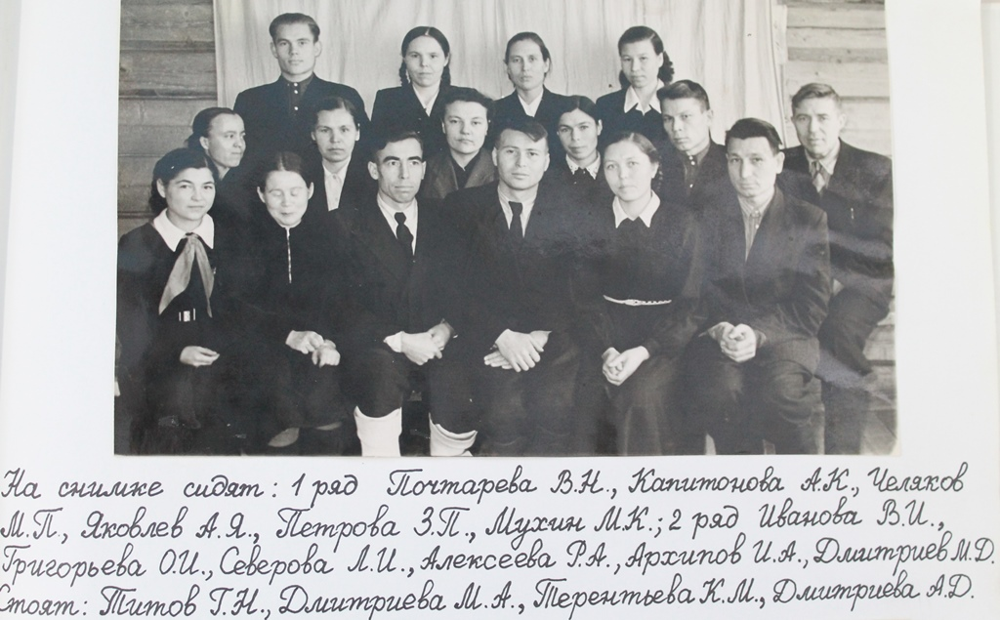 На снимке сидят: 1 ряд Почтарева В.Н., Капитонова А.К., Челяков
М.П., Яковлев А.Я., Петрова З.П., Мухин М.К.; 2 ряд Иванова В.И.,
Григорьева О.И., Северова Л.И., Алексеева Р.А., Архипов И.А., Дмитриев М.Д.
Стоят: Титов Г.Н., Дмитриева М.А., Терентьева К.М., Дмитриева А.Д.